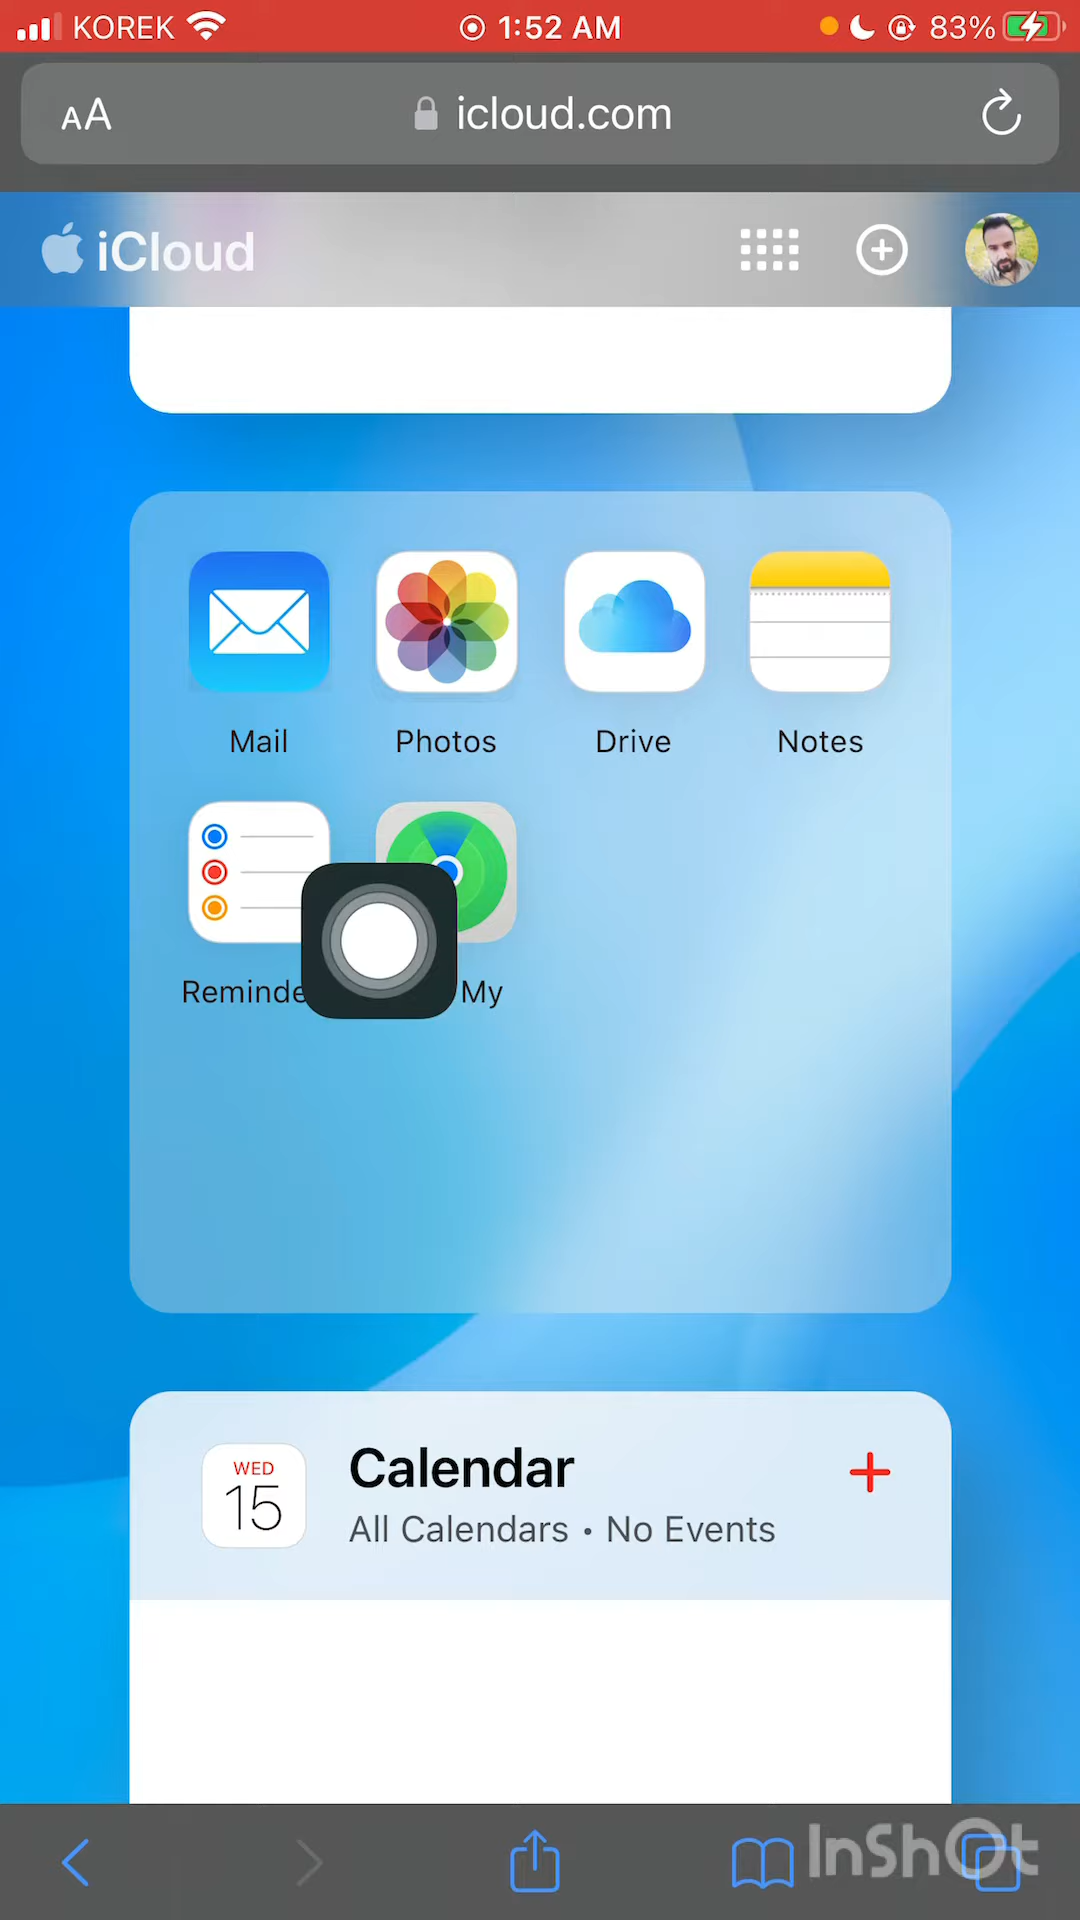 KOREK 1:52 AM 83%
AA icloud.com
iCloud
Mail Photos Drive Notes
My
WED
15
Calendar
All Calendars • No Events
InShOt